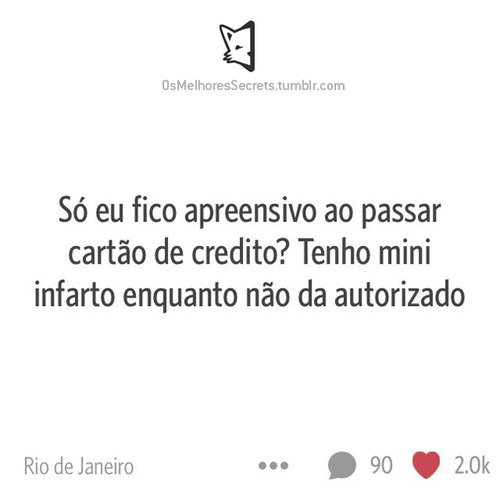 OsMelhoresSecrets.tumblr.com
Só eu fico apreensivo ao passar
cartão de credito? Tenho mini
infarto enquanto não da autorizado
Rio de Janeiro ••• 90 2.0k